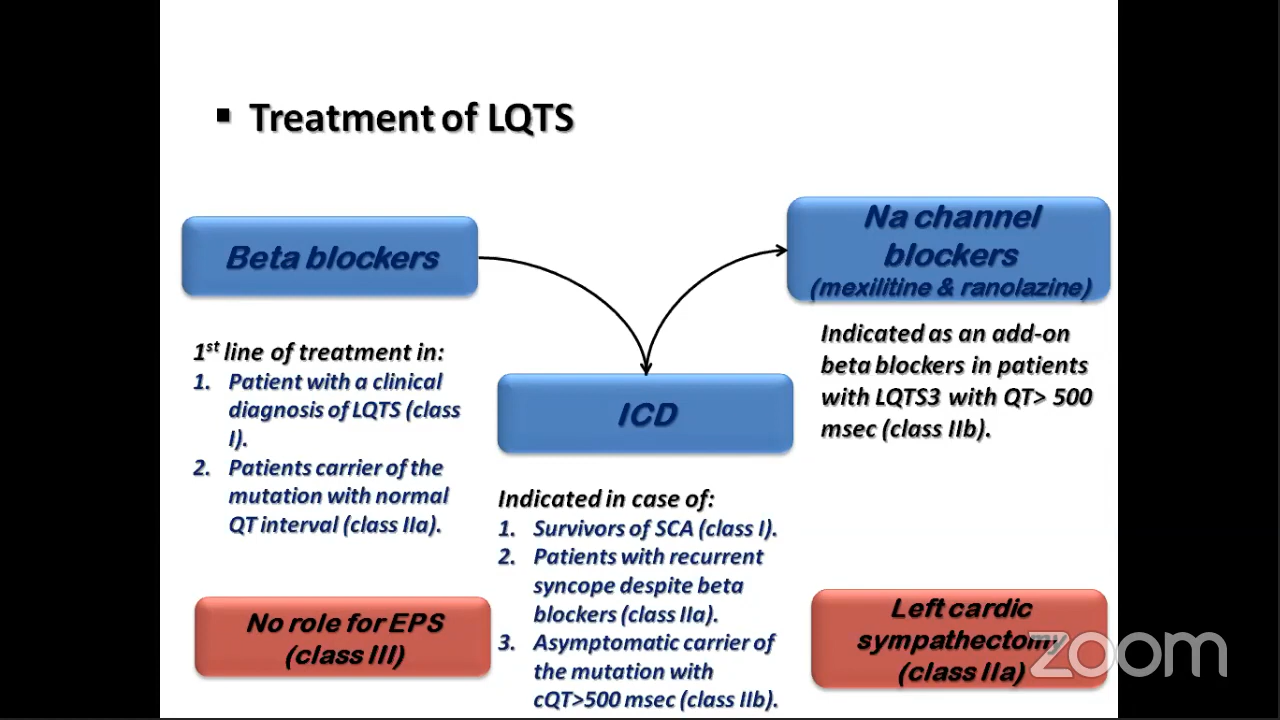 ▪ Treatment of LQTS
Beta blockers
1st line of treatment in:
1. Patient with a clinical
diagnosis of LQTS (class
I).
2. Patients carrier of the
mutation with normal
QT interval (class IIa).
No role for EPS
(class III)
ICD
Indicated in case of:
1. Survivors of SCA (class I).
2. Patients with recurrent
syncope despite beta
blockers (class IIa).
3. Asymptomatic carrier of
the mutation with
cQT>500 msec (class IIb).
Na channel
blockers
(mexilitine & ranolazine)
Indicated as an add-on
beta blockers in patients
with LQTS3 with QT> 500
msec (class IIb).
Left cardic
sympathectomy
(class IIa)
zoom